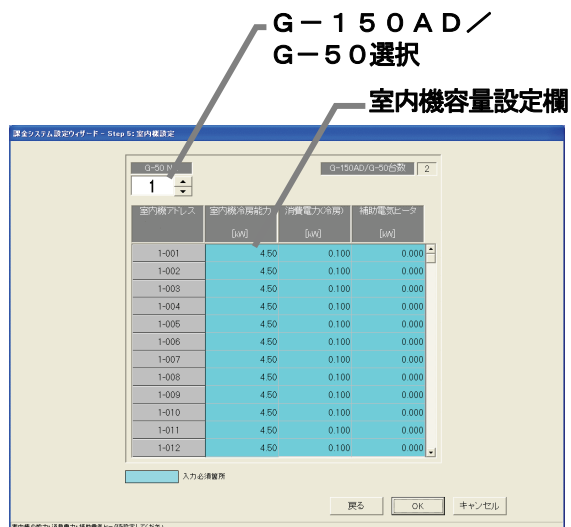 G－150AD／
G－50選択
室内機容量設定欄
課金システム設定ウィザード - Step 5: 室内機設定
G-50 N
G-150AD/G-50台数 2
1
室内機アドレス 室内機冷房能力 消費電力(冷房) 補助電気ヒータ
[kW] [kW] [kW]
1-001 4.50 0.100 0.000
1-002 4.50 0.100 0.000
1-003 4.50 0.100 0.000
1-004 4.50 0.100 0.000
1-005 4.50 0.100 0.000
1-006 4.50 0.100 0.000
1-007 4.50 0.100 0.000
1-008 4.50 0.100 0.000
1-009 4.50 0.100 0.000
1-010 4.50 0.100 0.000
1-011 4.50 0.100 0.000
1-012 4.50 0.100 0.000
入力必須箇所
戻る OK キャンセル